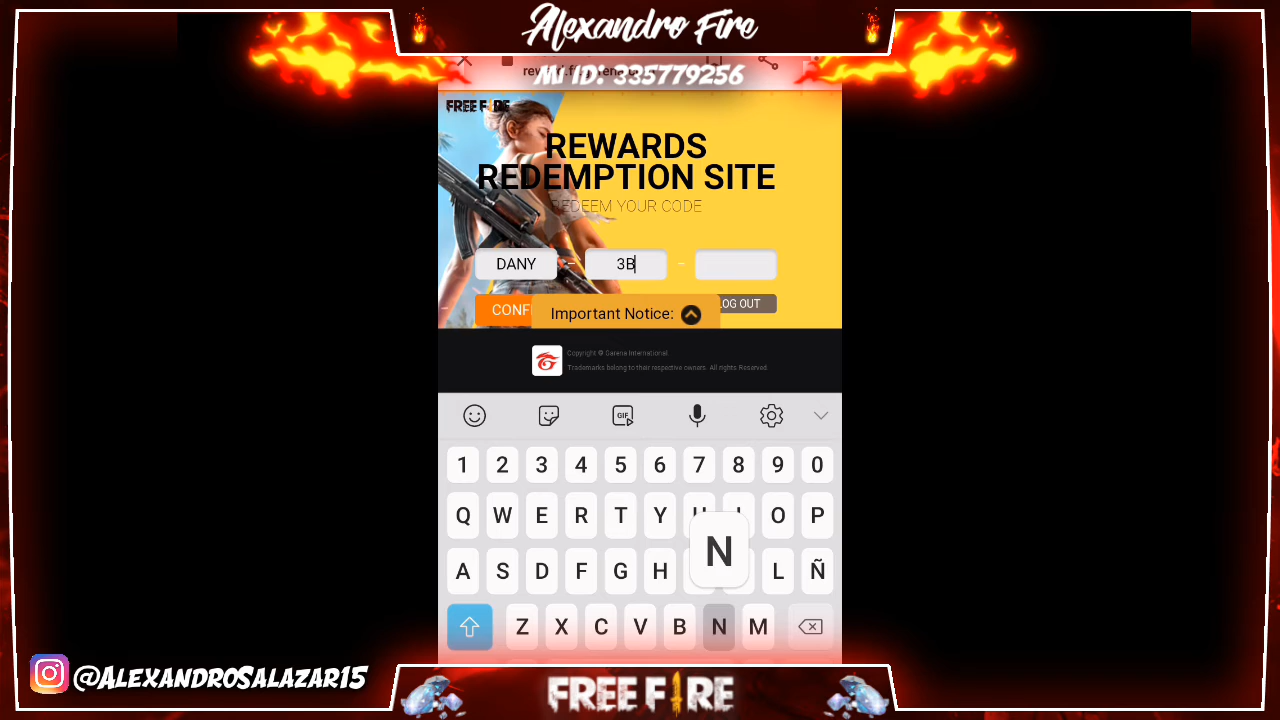 Alexandro Fire
MI ID: 335779256
FREE FIRE
REWARDS
REDEMPTION SITE
REDEEM YOUR CODE
DANY - 3B -
CONF
LOG OUT
Important Notice:
Copyright © Garena International.
Trademarks belong to their respective owners. All rights Reserved
GIF
1 2 3 4 5 6 7 8 9 0
Q W E R T Y O P
A S D F G H L Ñ
N
Z X C V B N M
@AlexandroSalazar15
FREE FIRE